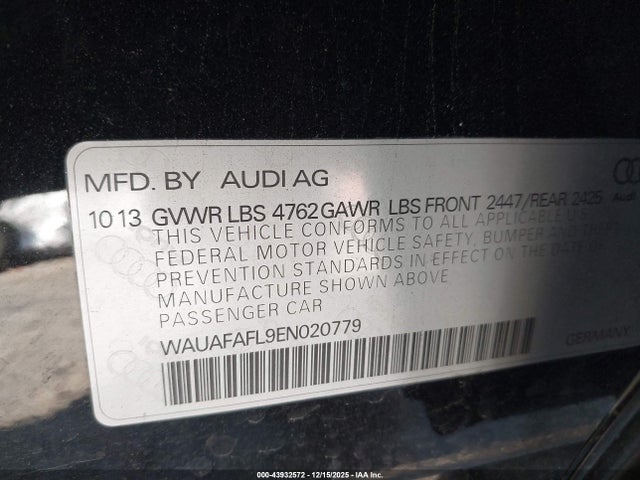 MFD. BY AUDI AG
10 13 GVWR LBS 4762 GAWR LBS FRONT 2447/REAR 2425
THIS VEHICLE CONFORMS TO ALL APPLICABLE U.S.
FEDERAL MOTOR VEHICLE SAFETY, BUMPER AND THEFT
PREVENTION STANDARDS IN EFFECT ON THE DATE OF
MANUFACTURE SHOWN ABOVE
PASSENGER CAR
WAUAFAFL9EN020779
Audi
GERMANY
000-43932572 12/15/2025 - COPYRIGHT IAA, Inc.